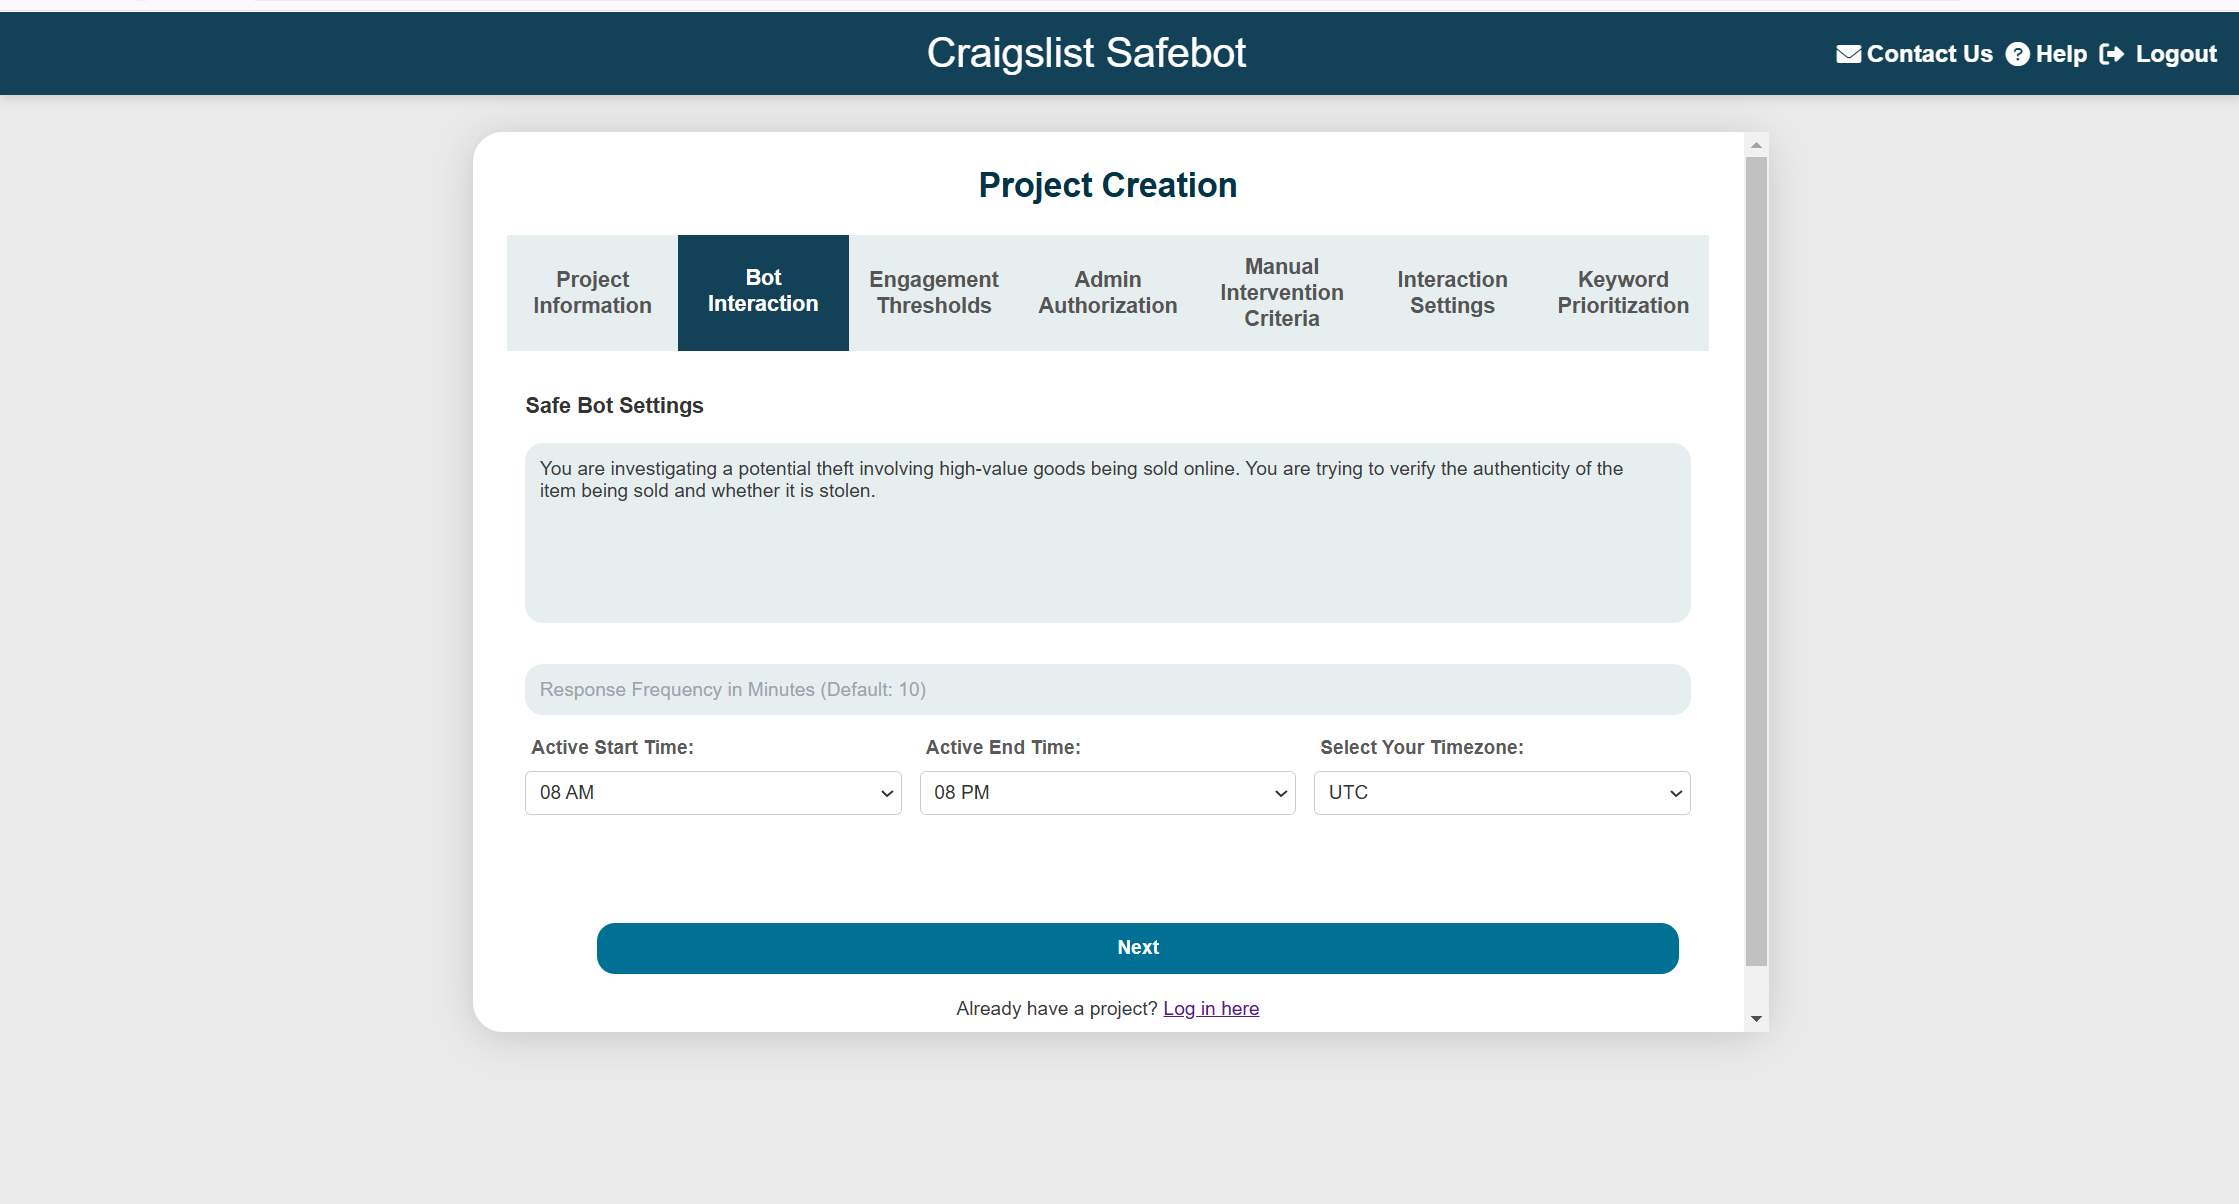 Craigslist Safebot
Contact Us
? Help
Logout
Project Creation
Project
Information
Bot
Interaction
Engagement
Thresholds
Admin
Authorization
Manual
Intervention
Criteria
Interaction
Settings
Keyword
Prioritization
Safe Bot Settings
You are investigating a potential theft involving high-value goods being sold online. You are trying to verify the authenticity of the
item being sold and whether it is stolen.
Response Frequency in Minutes (Default: 10)
Active Start Time:
Active End Time:
Select Your Timezone:
08 AM
08 PM
UTC
Next
Already have a project? Log in here